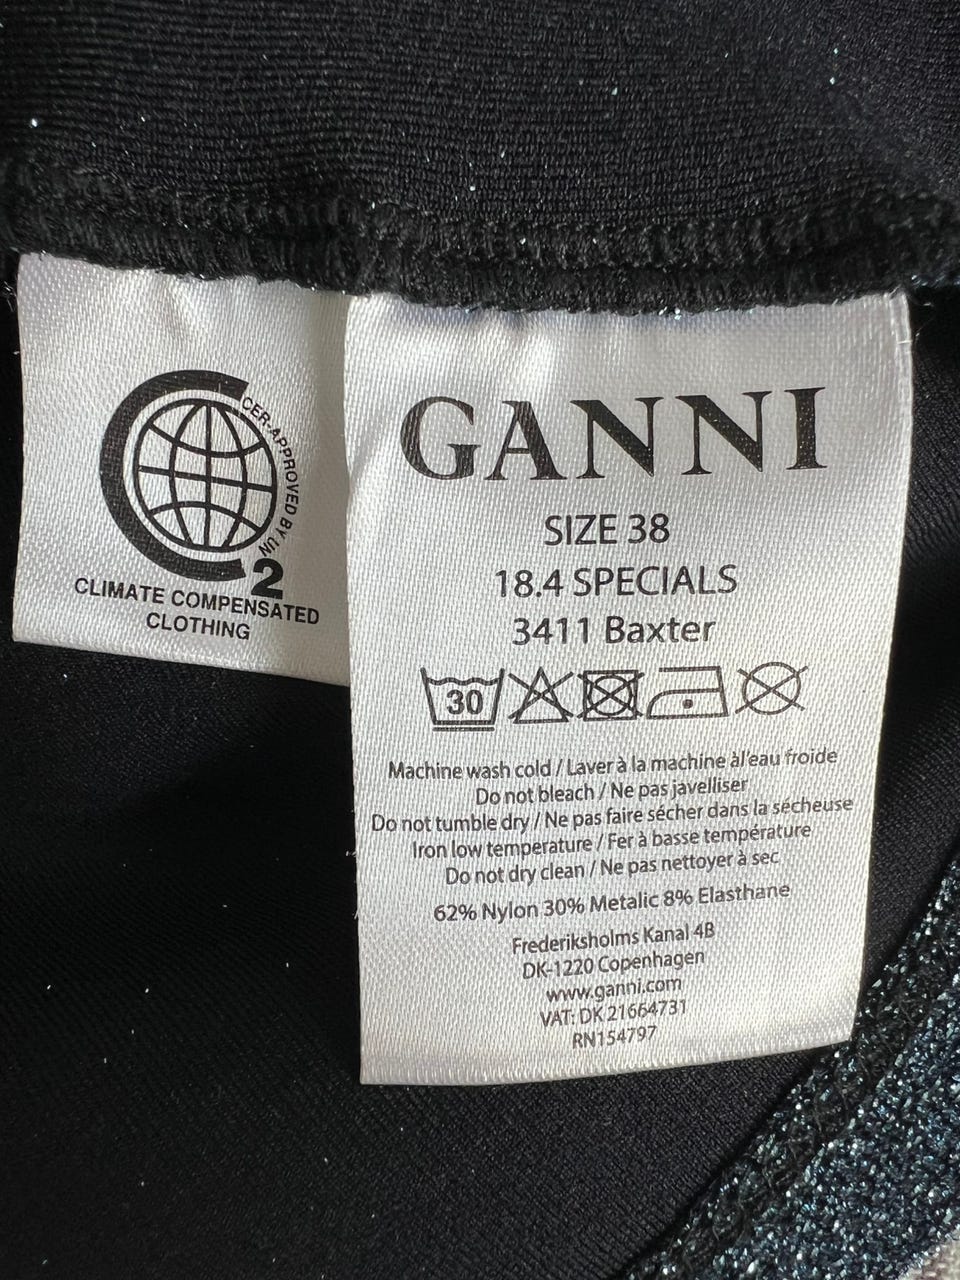 CER-APPROVED BY UN
2
CLIMATE COMPENSATED
CLOTHING
GANNI
SIZE 38
18.4 SPECIALS
3411 Baxter
30
Machine wash cold / Laver à la machine àl'eau froide
Do not bleach / Ne pas javelliser
Do not tumble dry / Ne pas faire sécher dans la sécheuse
Iron low temperature / Fer à basse température
Do not dry clean / Ne pas nettoyer à sec
62% Nylon 30% Metalic 8% Elasthane
Frederiksholms Kanal 4B
DK-1220 Copenhagen
www.ganni.com
VAT: DK 21664731
RN154797